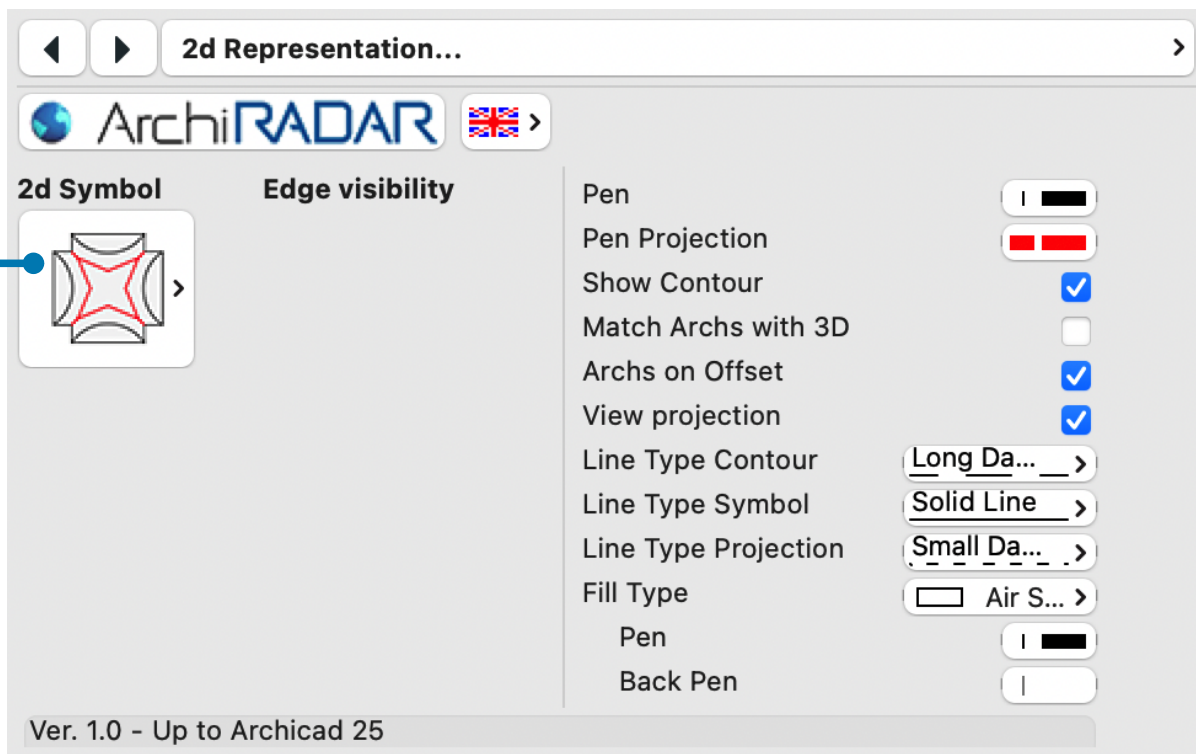 2d Representation...
ArchiRADAR
2d Symbol
Edge visibility
Pen
Pen Projection
Show Contour
Match Archs with 3D
Archs on Offset
View projection
Line Type Contour Long Da...
Line Type Symbol Solid Line
Line Type Projection Small Da...
Fill Type Air S...
Pen
Back Pen
Ver. 1.0 - Up to Archicad 25